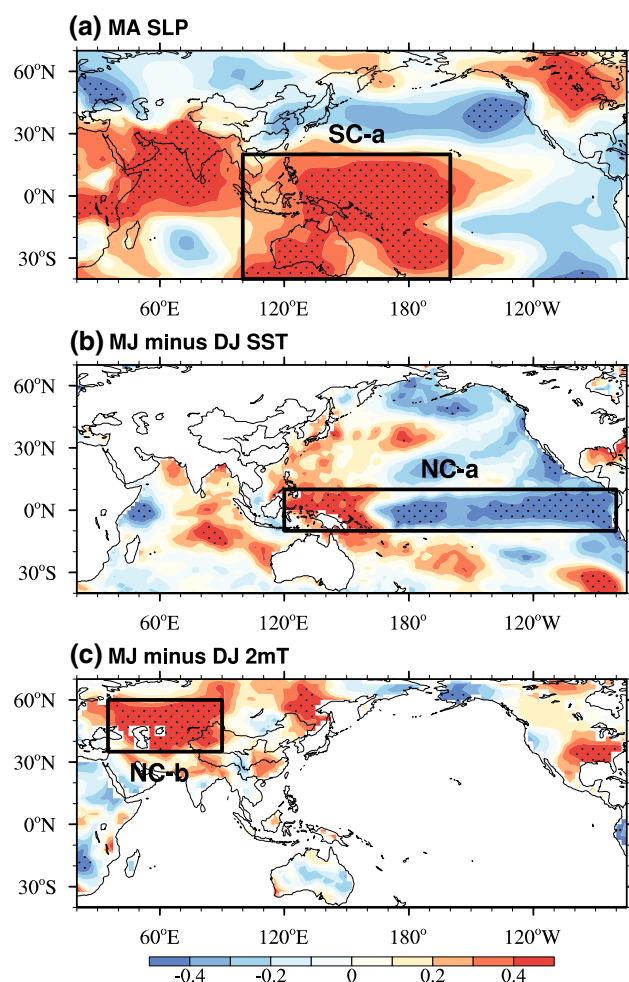 (a) MA SLP
60°N
30°N
0°N
30°S
SC-a
60°E 120°E 180° 120°W
(b) MJ minus DJ SST
60°N
30°N
0°N
30°S
NC-a
60°E 120°E 180° 120°W
(c) MJ minus DJ 2mT
60°N
30°N
0°N
30°S
NC-b
60°E 120°E 180° 120°W
-0.4 -0.2 0 0.2 0.4